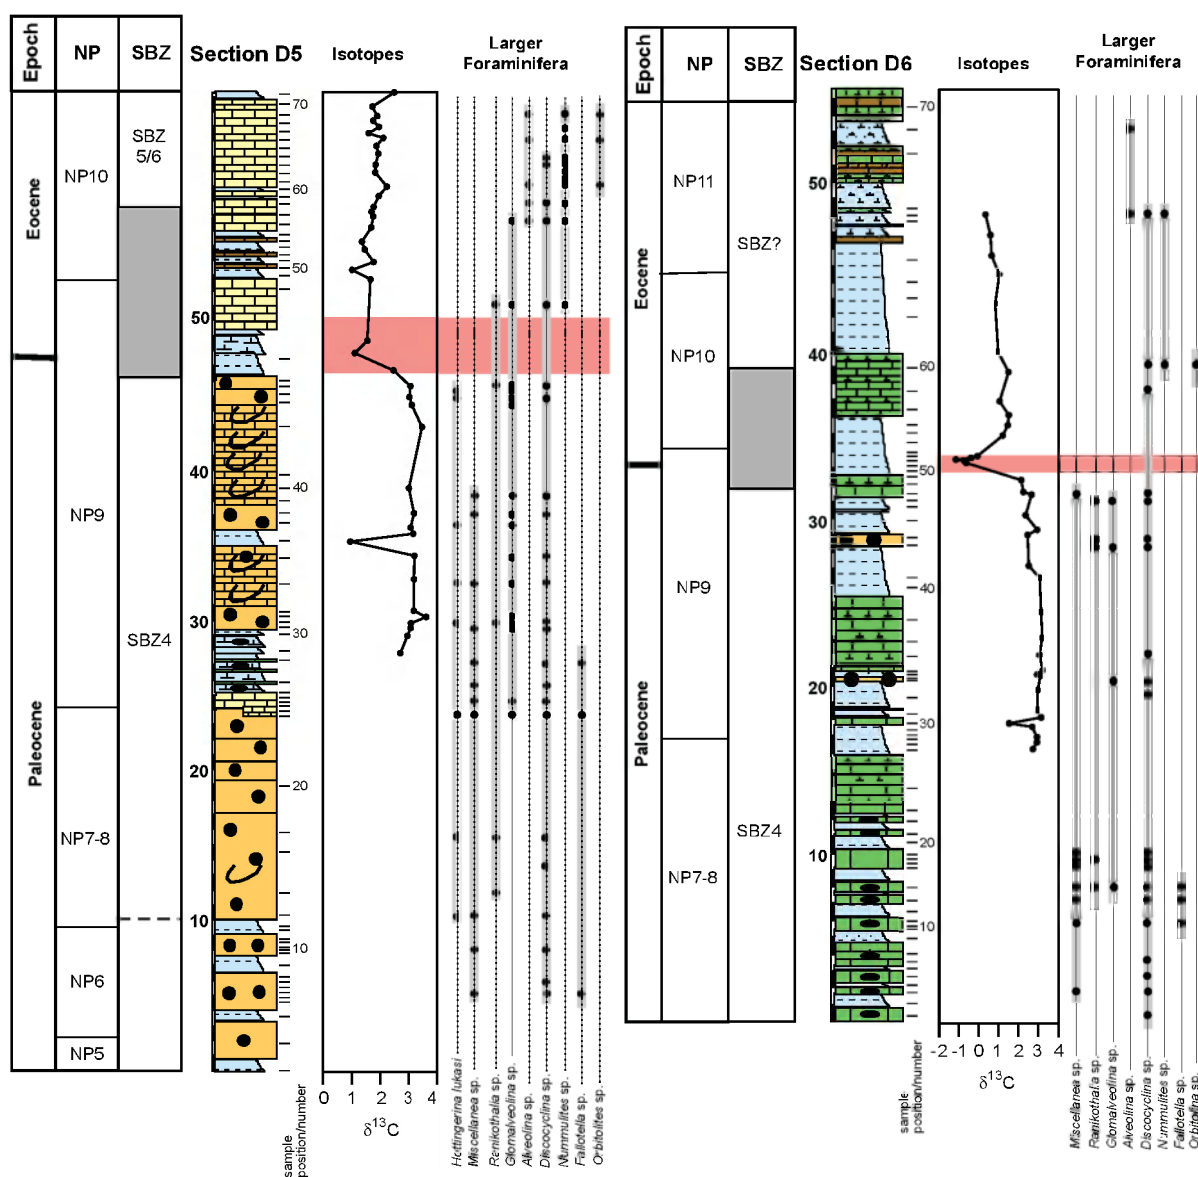 Epoch
NP
SBZ
Section D5
Isotopes
Larger
Foraminifera
Eocene
Paleocene
NP10
NP9
NP7-8
NP6
NP5
SBZ
5/6
SBZ4
50
40
30
20
10
70
60
50
40
30
20
10
sample
position/number
0 1 2 3 4
δ13C
Hottingerina lukasi
Miscellanea sp.
Ranikothalia sp.
Glomalveolina sp.
Alveolina sp.
Discocyclina sp.
Nummulites sp.
Fallotella sp.
Orbitolites sp.
Epoch
NP
SBZ
Section D6
Isotopes
Larger
Foraminifera
Eocene
Paleocene
NP11
NP10
NP9
NP7-8
SBZ?
SBZ4
50
40
30
20
10
70
60
50
40
30
20
10
sample
position/number
-2 -1 0 1 2 3 4
δ13C
Miscellanea sp.
Ranikothalia sp.
Glomalveolina sp.
Alveolina sp.
Discocyclina sp.
Nummulites sp.
Fallotella sp.